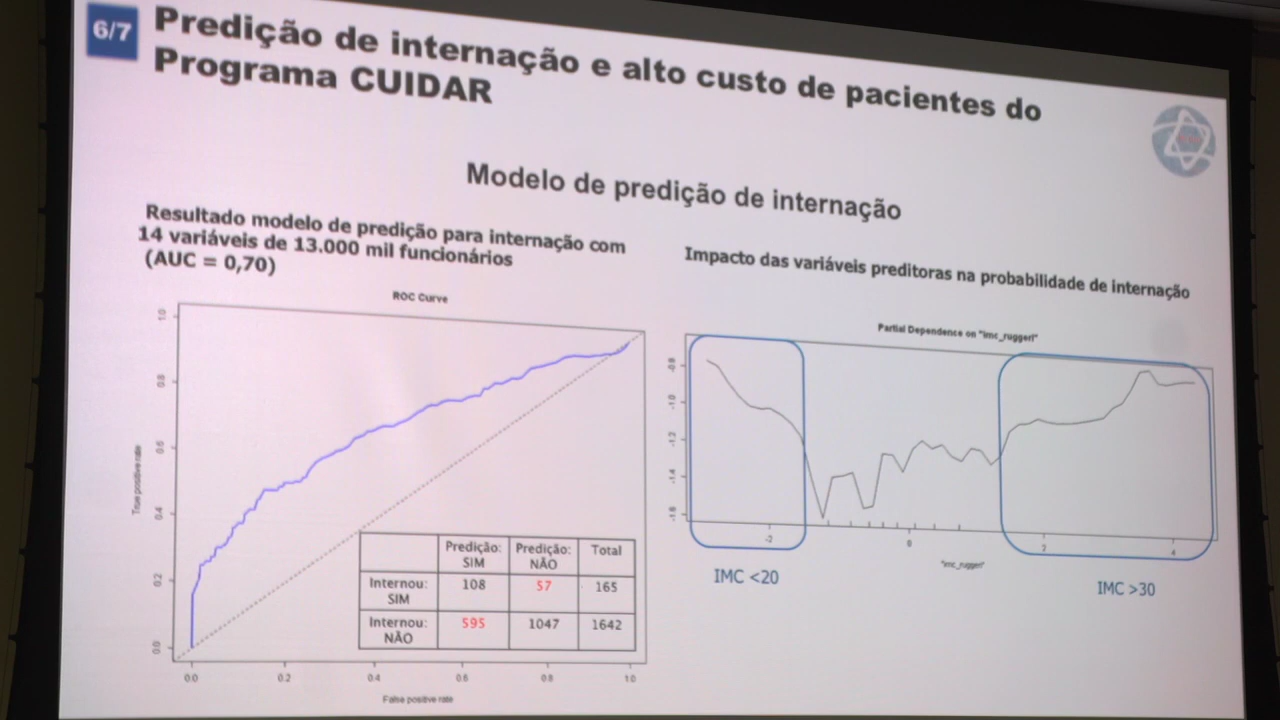 6/7
Predição de internação e alto custo de pacientes do
Programa CUIDAR
Modelo de predição de internação
Resultado modelo de predição para internação com
14 variáveis de 13.000 mil funcionários
(AUC = 0,70)
ROC Curve
True positive rate
1.0
0.8
0.6
0.4
0.2
0.0
0.0 0.2 0.4 0.6 0.8 1.0
False positive rate
Predição: SIM Predição: NÃO Total
Internou: SIM 108 57 165
Internou: NÃO 595 1047 1642
Impacto das variáveis preditoras na probabilidade de internação
Partial Dependence on "imc_ruggeri"
-0.8
-1.0
-1.2
-1.4
-1.6
-2 0 2 4
"imc_ruggeri"
IMC <20
IMC >30